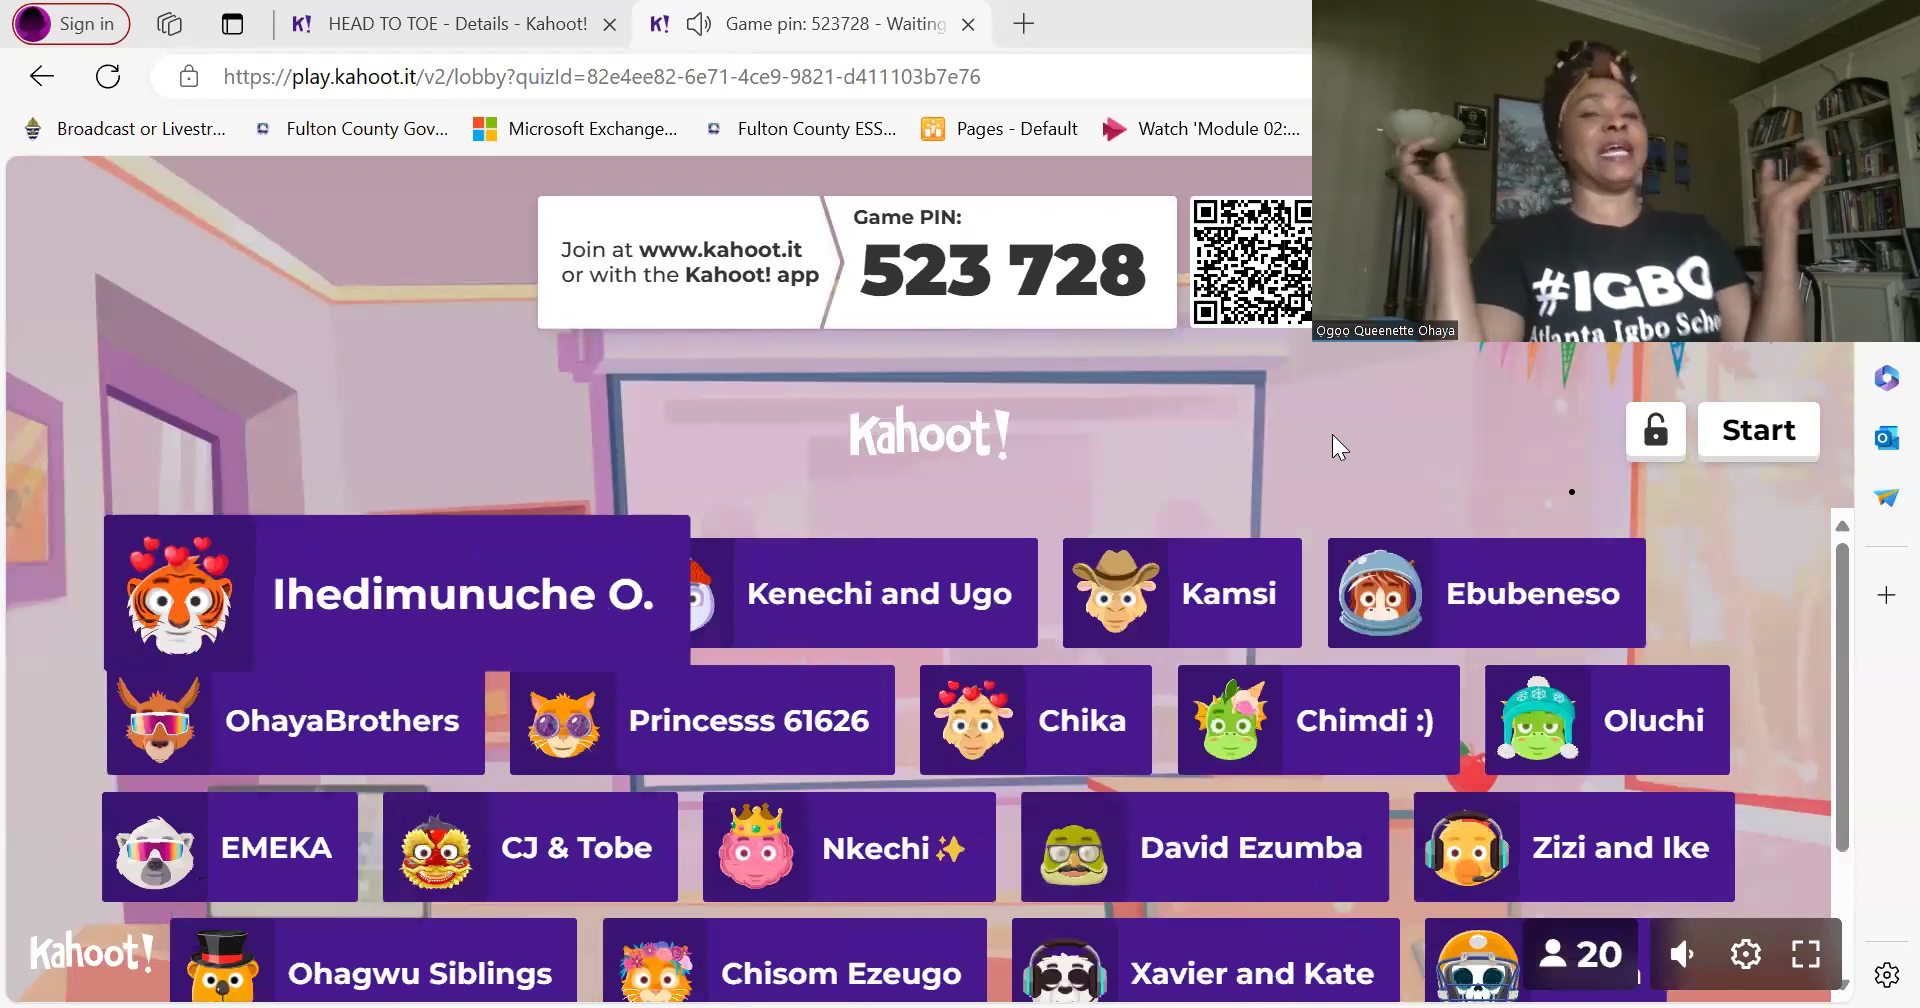 Sign in
HEAD TO TOE - Details - Kahoot!
Game pin: 523728 - Waiting
https://play.kahoot.it/v2/lobby?quizId=82e4ee82-6e71-4ce9-9821-d411103b7e76
Broadcast or Livestr...
Fulton County Gov...
Microsoft Exchange...
Fulton County ESS...
Pages - Default
Watch 'Module 02:...
Join at www.kahoot.it
or with the Kahoot! app
Game PIN:
523 728
#IGBO
Atlanta Igbo Scho
Ọgọọ Queenette Ohaya
Kahoot!
Start
Ihedimunuche O.
Kenechi and Ugo
Kamsi
Ebubeneso
OhayaBrothers
Princesss 61626
Chika
Chimdi :)
Oluchi
EMEKA
CJ & Tobe
Nkechi✨
David Ezumba
Zizi and Ike
Kahoot!
Ohagwu Siblings
Chisom Ezeugo
Xavier and Kate
20